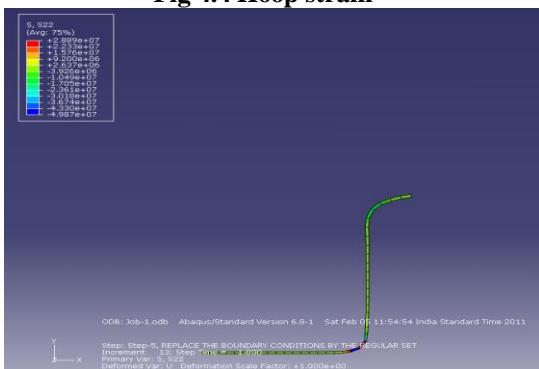 Fig 4.4 Hoop strain
S, S22
(Avg: 75%)
+2.889e+07
+2.233e+07
+1.576e+07
+9.200e+06
+2.637e+06
-3.926e+06
-1.049e+07
-1.705e+07
-2.361e+07
-3.018e+07
-3.674e+07
-4.330e+07
-4.987e+07
ODB: Job-1.odb Abaqus/Standard Version 6.8-1 Sat Feb 05 11:54:54 India Standard Time 2011
Y
X
Step: Step-5, REPLACE THE BOUNDARY CONDITIONS BY THE REGULAR SET
Increment 13: Step Time = 1.000
Primary Var: S, S22
Deformed Var: U Deformation Scale Factor: +1.000e+00